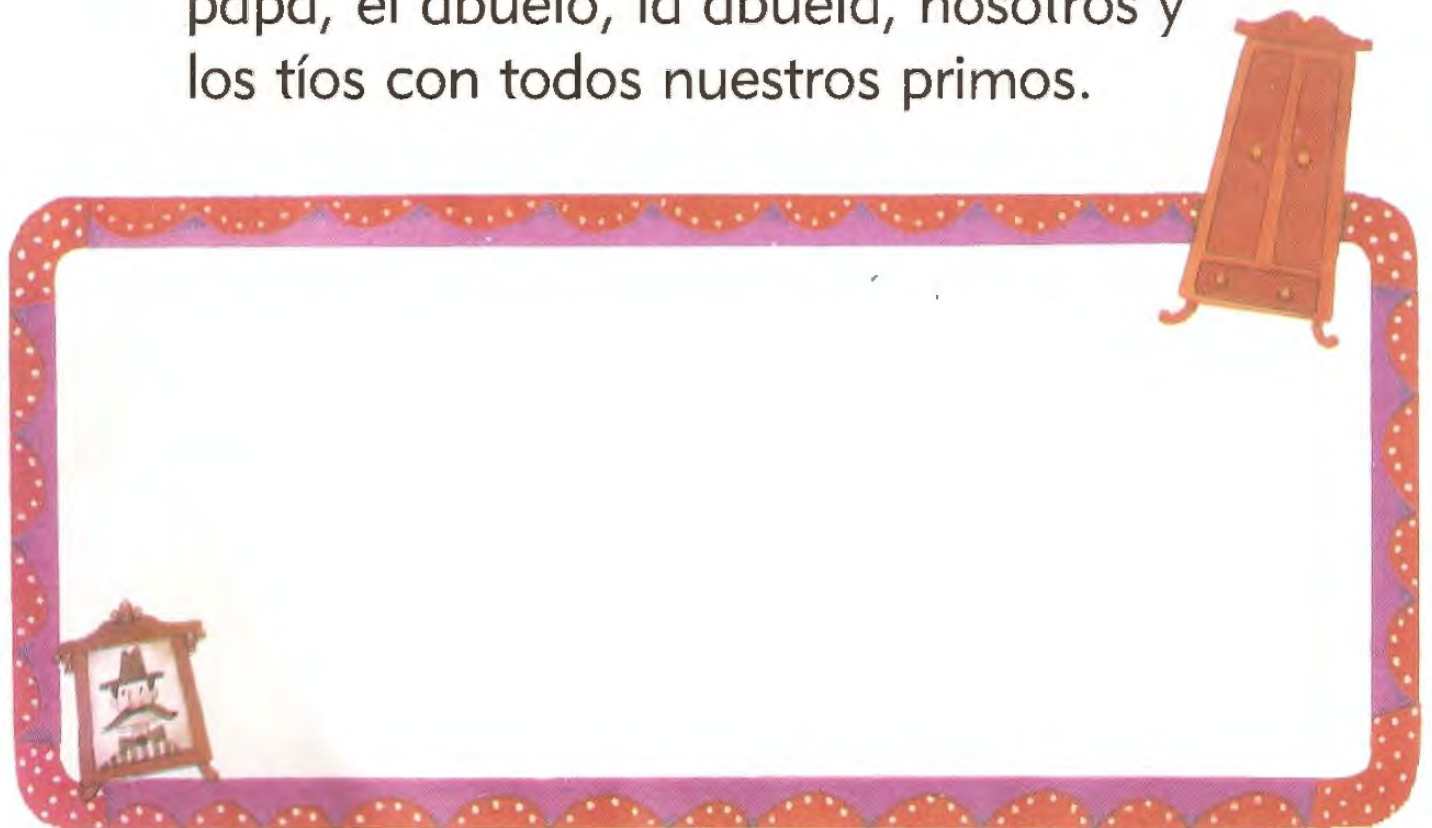 papá, el abuelo, la abuela, nosotros y
los tíos con todos nuestros primos.